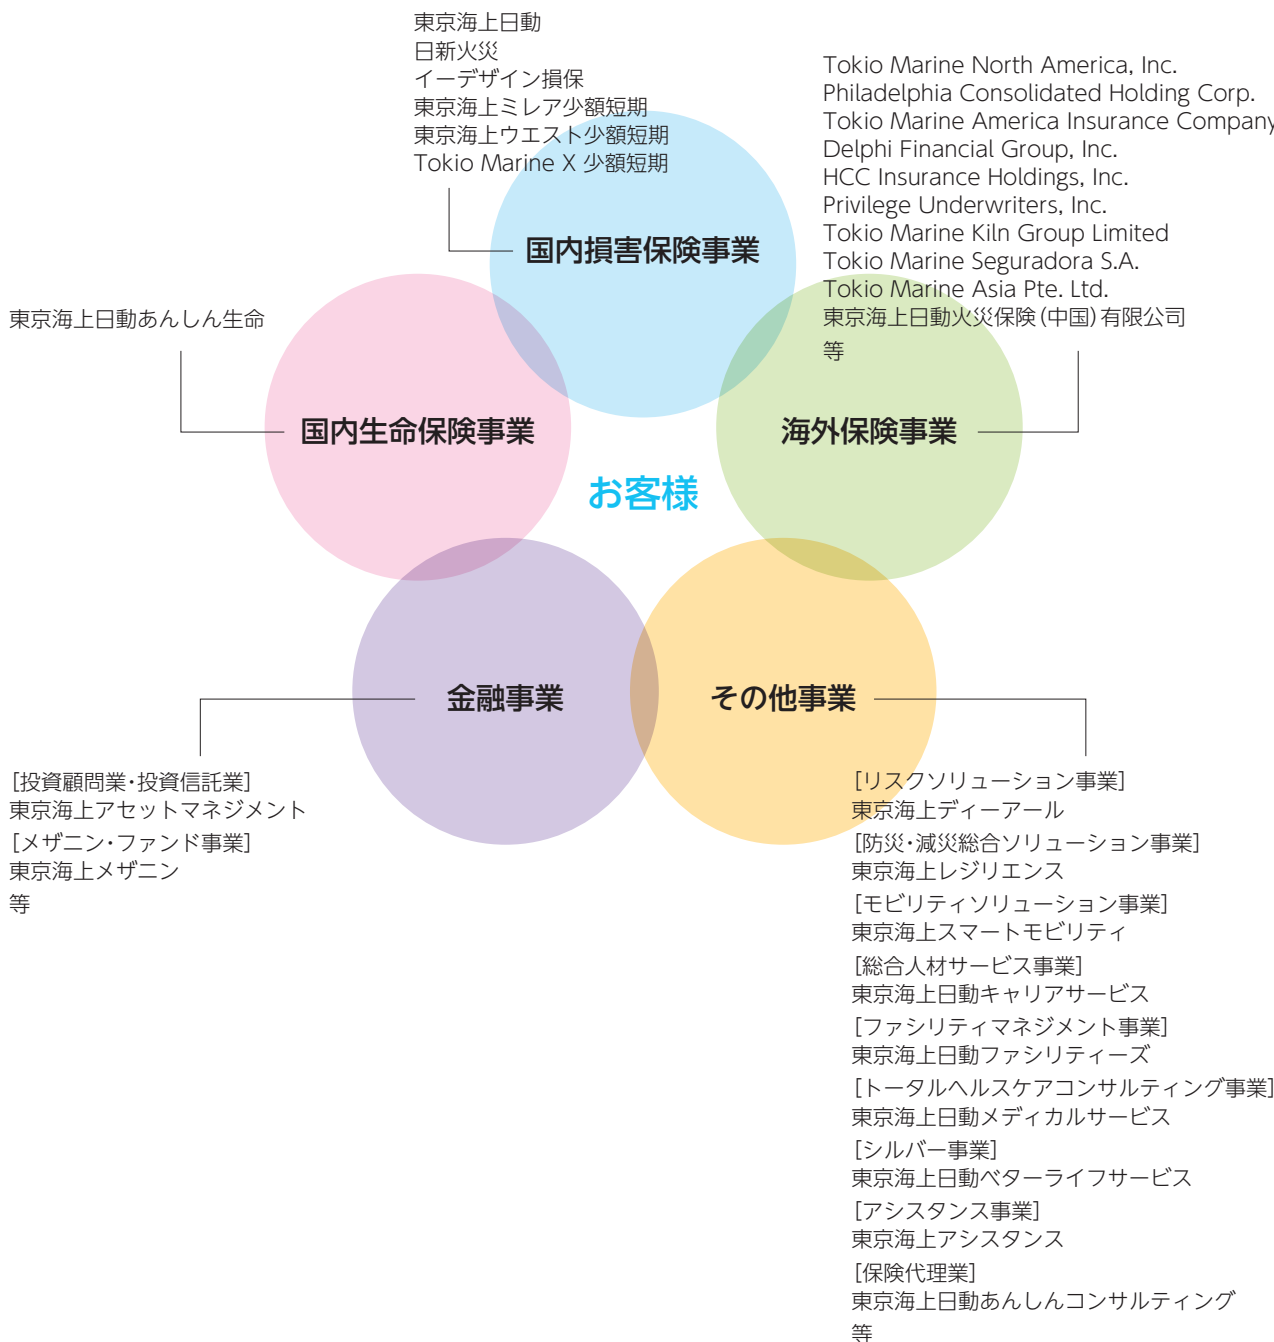 東京海上日動
日新火災
イーデザイン損保
東京海上ミレア少額短期
東京海上ウエスト少額短期
Tokio Marine X 少額短期
国内損害保険事業
Tokio Marine North America, Inc.
Philadelphia Consolidated Holding Corp.
Tokio Marine America Insurance Company
Delphi Financial Group, Inc.
HCC Insurance Holdings, Inc.
Privilege Underwriters, Inc.
Tokio Marine Kiln Group Limited
Tokio Marine Seguradora S.A.
Tokio Marine Asia Pte. Ltd.
東京海上日動火災保険(中国)有限公司
等
海外保険事業
東京海上日動あんしん生命
国内生命保険事業
お客様
金融事業
[投資顧問業・投資信託業]
東京海上アセットマネジメント
[メザニン・ファンド事業]
東京海上メザニン
等
その他事業
[リスクソリューション事業]
東京海上ディーアール
[防災・減災総合ソリューション事業]
東京海上レジリエンス
[モビリティソリューション事業]
東京海上スマートモビリティ
[総合人材サービス事業]
東京海上日動キャリアサービス
[ファシリティマネジメント事業]
東京海上日動ファシリティーズ
[トータルヘルスケアコンサルティング事業]
東京海上日動メディカルサービス
[シルバー事業]
東京海上日動ベターライフサービス
[アシスタンス事業]
東京海上アシスタンス
[保険代理業]
東京海上日動あんしんコンサルティング
等